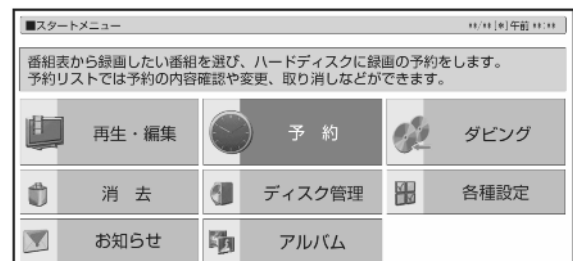 ■スタートメニュー **/** [*] 午前 **:**
番組表から録画したい番組を選び、ハードディスクに録画の予約をします。
予約リストでは予約の内容確認や変更、取り消しなどができます。
再生・編集 予 約 ダビング
消 去 ディスク管理 各種設定
お知らせ アルバム